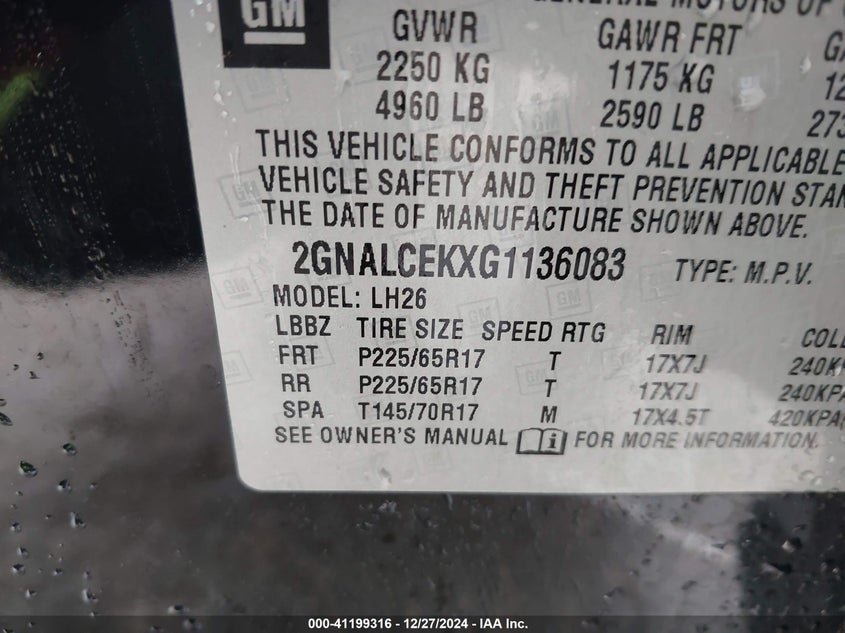 GM
GENERAL MOTORS OF
GVWR GAWR FRT
2250 KG 1175 KG
4960 LB 2590 LB
THIS VEHICLE CONFORMS TO ALL APPLICABLE
VEHICLE SAFETY AND THEFT PREVENTION
THE DATE OF MANUFACTURE SHOWN ABOVE.
2GNALCEKXG1136083 TYPE: M.P.V.
MODEL: LH26
LBBZ TIRE SIZE SPEED RTG RIM
FRT P225/65R17 T 17X7J
RR P225/65R17 T 17X7J 240KPA
SPA T145/70R17 M 17X4.5T 420KPA
SEE OWNER'S MANUAL FOR MORE INFORMATION.
000-41199316 - 12/27/2024 - IAA Inc.